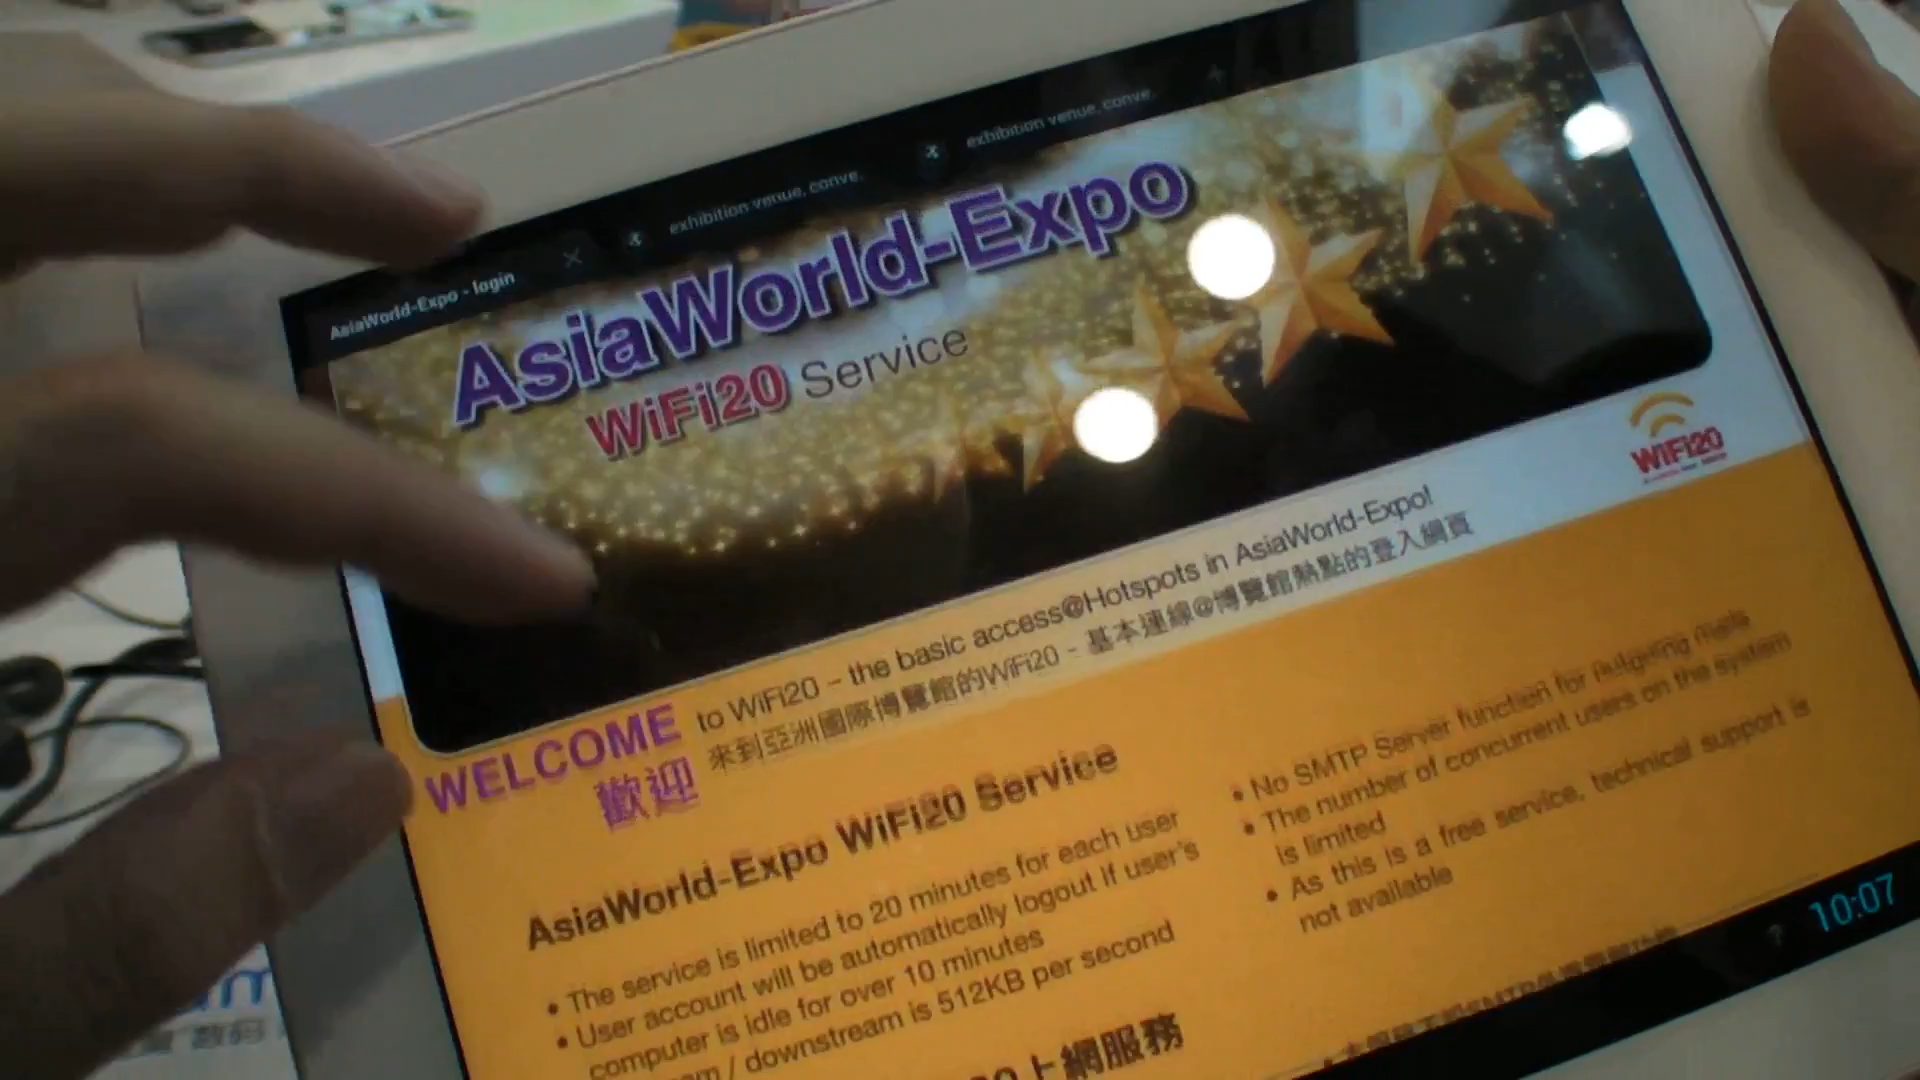 AsiaWorld-Expo - login
exhibition venue, conve
exhibition venue, conve
AsiaWorld-Expo
WiFi20 Service
WiFi20
WELCOME to WiFi20 - the basic access@Hotspots in AsiaWorld-Expo!
歡迎 來到亞洲國際博覽館的WiFi20 - 基本連線@博覽館熱點的登入網頁
AsiaWorld-Expo WiFi20 Service
• The service is limited to 20 minutes for each user
• User account will be automatically logout if user's
computer is idle for over 10 minutes
/ downstream is 512KB per second
• No SMTP Server function for outgoing mails
• The number of concurrent users on the system
is limited
• As this is a free service, technical support is
not available
上網服務
10:07